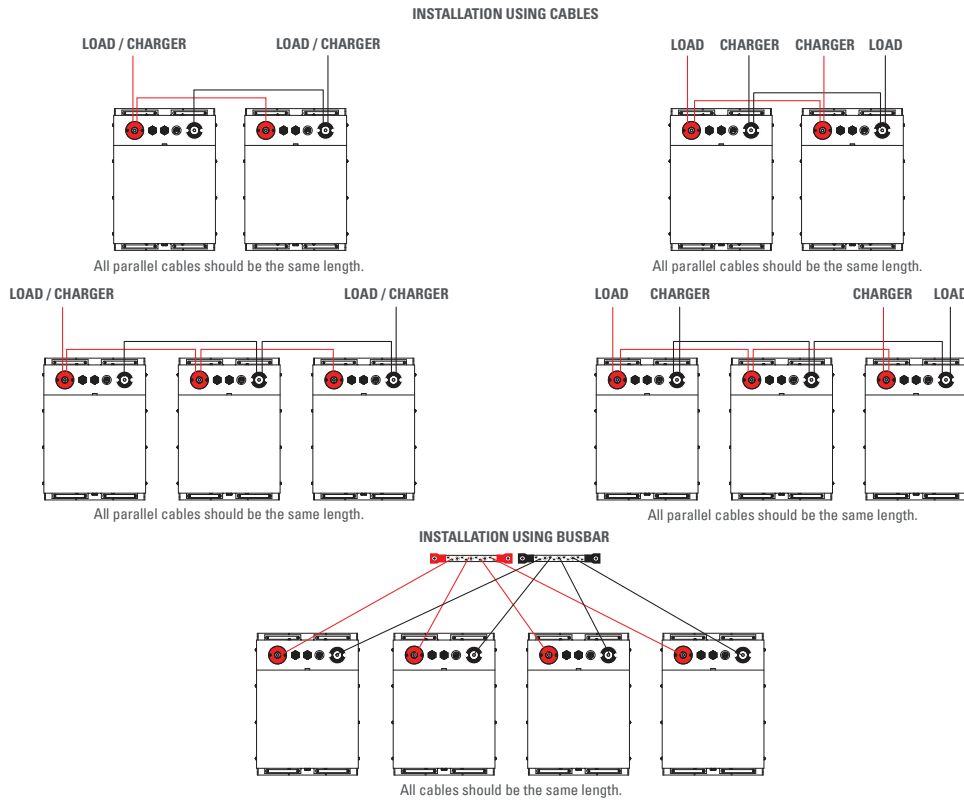 INSTALLATION USING CABLES
LOAD / CHARGER LOAD / CHARGER
LOAD CHARGER CHARGER LOAD
All parallel cables should be the same length.
All parallel cables should be the same length.
LOAD / CHARGER LOAD / CHARGER
LOAD CHARGER CHARGER LOAD
All parallel cables should be the same length.
All parallel cables should be the same length.
INSTALLATION USING BUSBAR
All cables should be the same length.